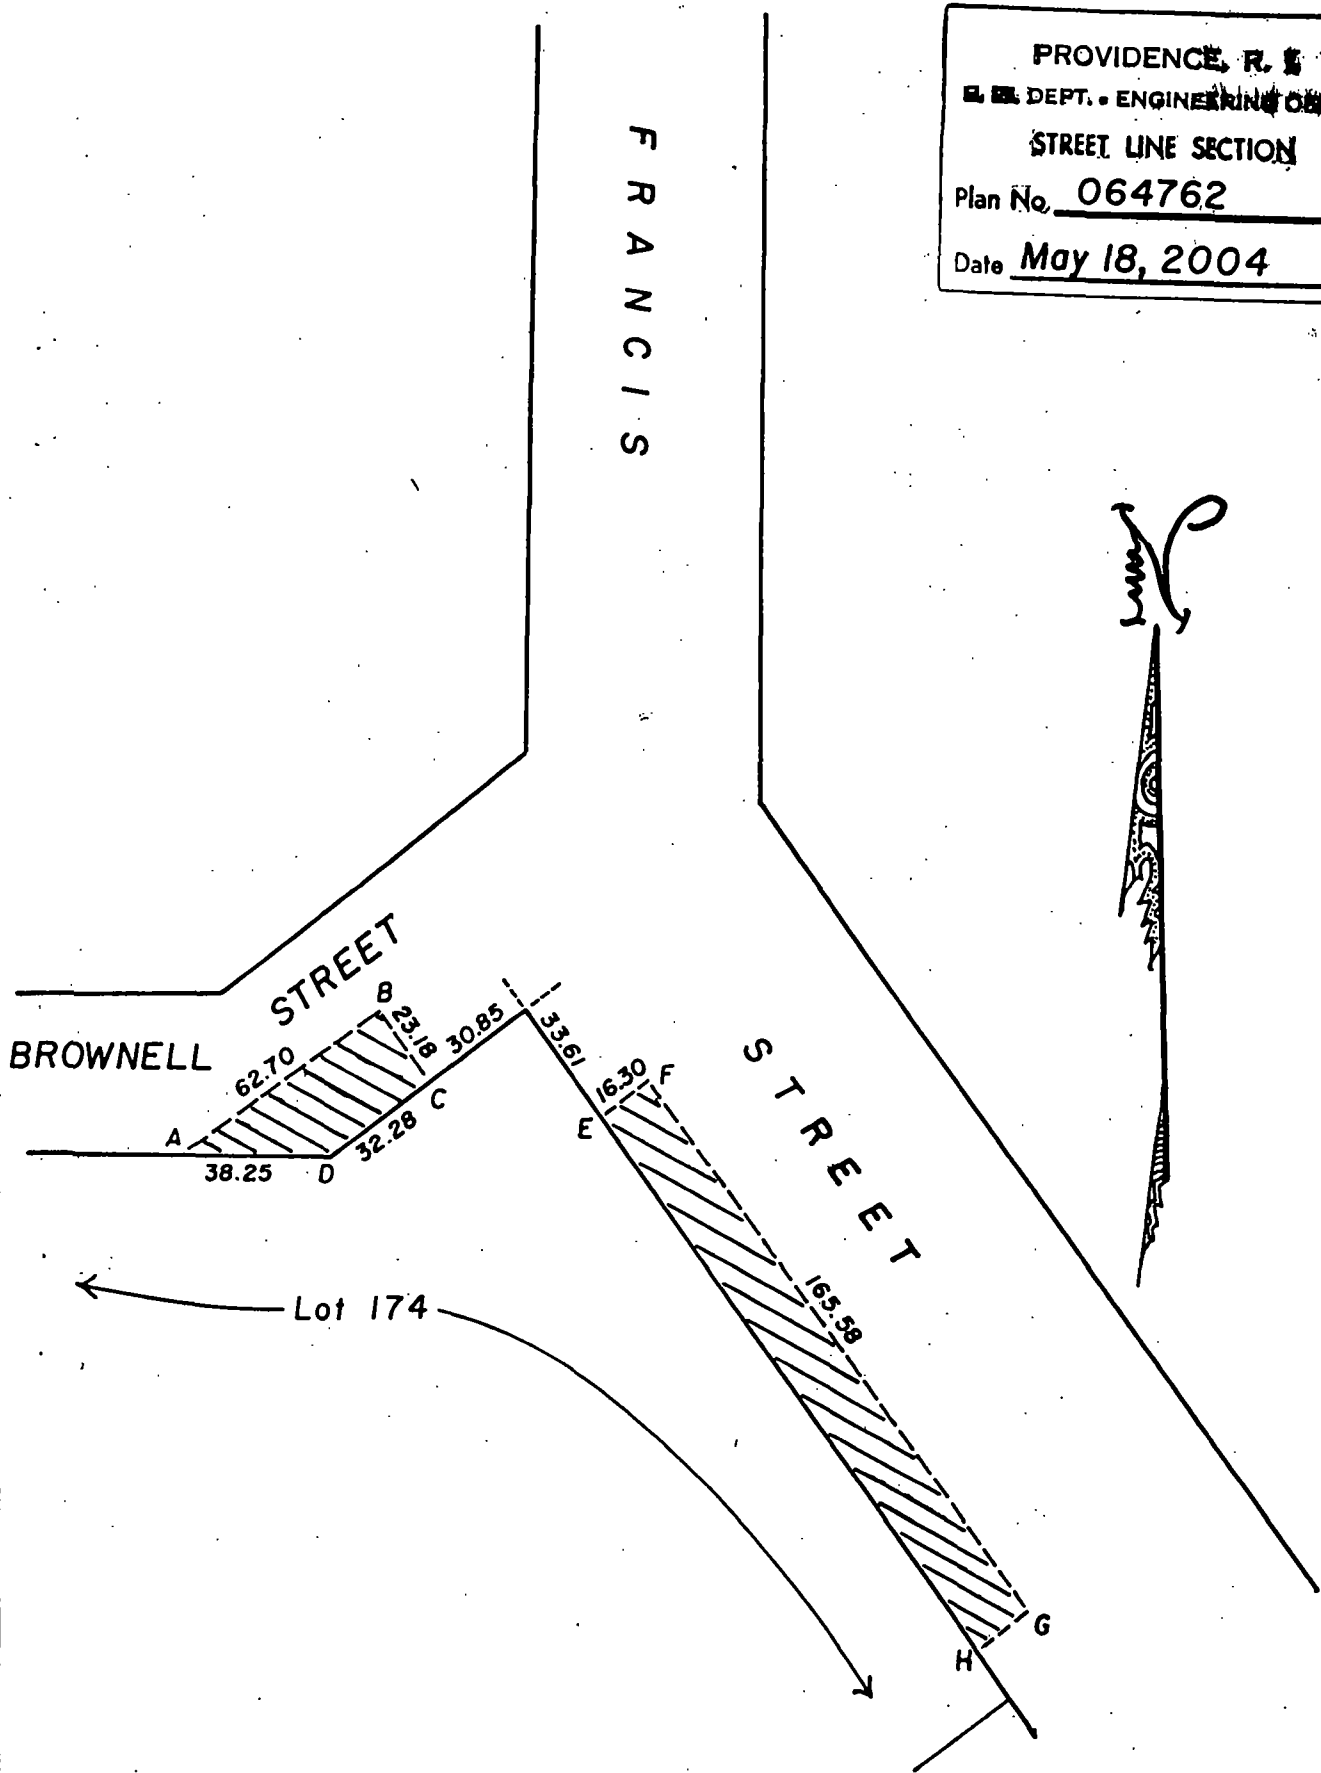 PROVIDENCE, R. I.
DEPT. ENGINEERING
STREET LINE SECTION
Plan No. 064762
Date May 18, 2004
FRANCIS
N
STREET
BROWNELL
B
23.18
30.85
62.70
A
C
38.25
D
32.28
33.61
16.30
F
E
STREET
165.58
Lot 174
G
H